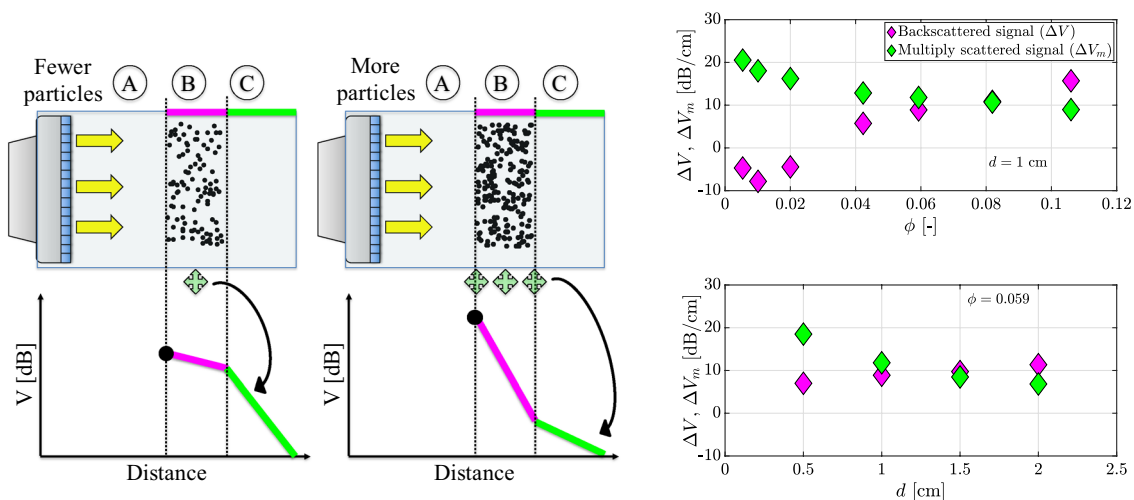 Fewer
particles
A
B
C
V [dB]
Distance
More
particles
A
B
C
V [dB]
Distance
ΔV, ΔV_m [dB/cm]
30
20
10
0
-10
Backscattered signal (ΔV)
Multiply scattered signal (ΔV_m)
d = 1 cm
0
0.02
0.04
0.06
0.08
0.1
0.12
ϕ [-]
ΔV, ΔV_m [dB/cm]
30
20
10
0
-10
ϕ = 0.059
0
0.5
1
1.5
2
2.5
d [cm]